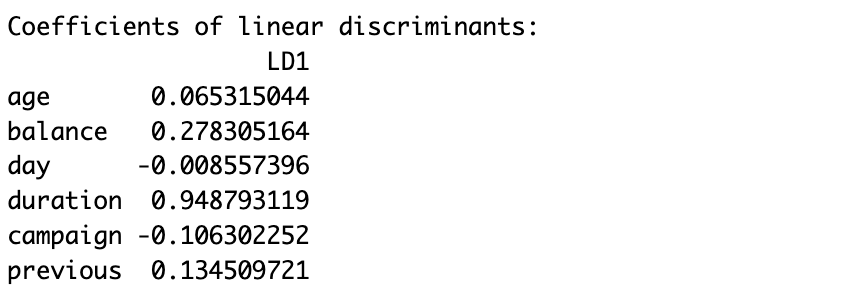 Coefficients of linear discriminants:
LD1
age 0.065315044
balance 0.278305164
day -0.008557396
duration 0.948793119
campaign -0.106302252
previous 0.134509721